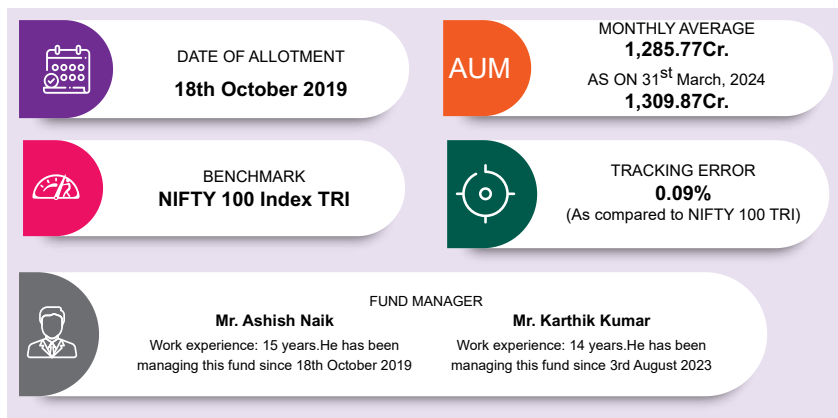 DATE OF ALLOTMENT
18th October 2019
AUM
MONTHLY AVERAGE
1,285.77Cr.
AS ON 31st March, 2024
1,309.87Cr.
BENCHMARK
NIFTY 100 Index TRI
TRACKING ERROR
0.09%
(As compared to NIFTY 100 TRI)
FUND MANAGER
Mr. Ashish Naik
Work experience: 15 years.He has been
managing this fund since 18th October 2019
Mr. Karthik Kumar
Work experience: 14 years.He has been
managing this fund since 3rd August 2023